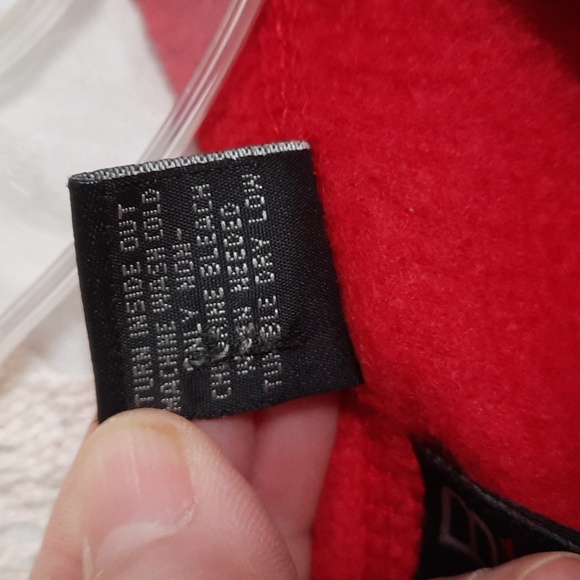 TURN INSIDE OUT
MACHINE WASH COLD
ONLY NON-
CHLORINE BLEACH
WHEN NEEDED
TUMBLE DRY LOW